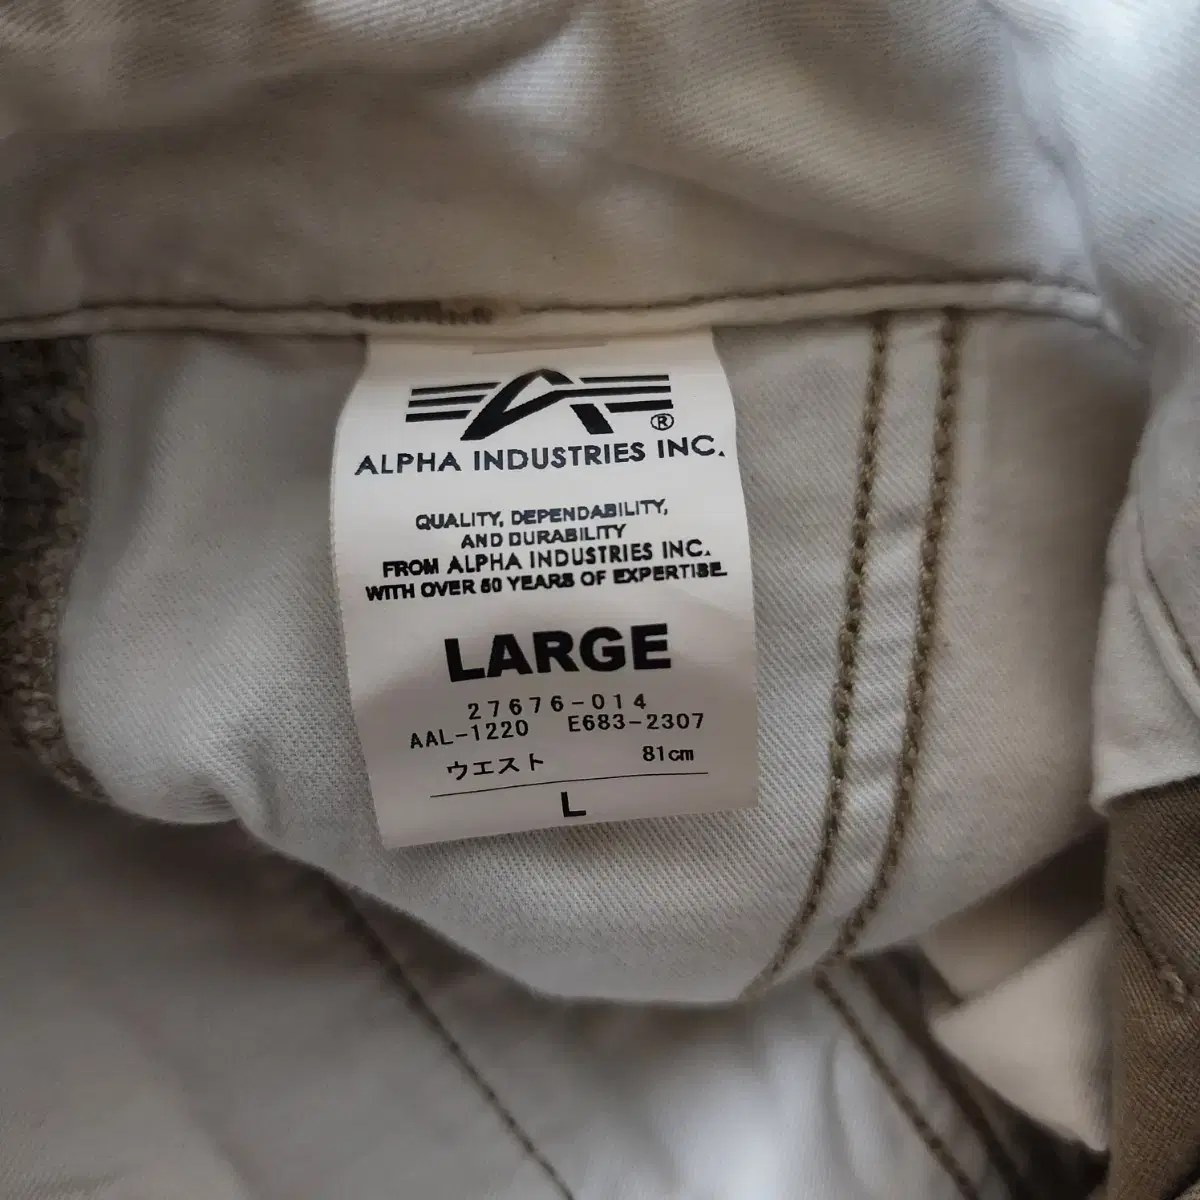 ®
ALPHA INDUSTRIES INC.
QUALITY, DEPENDABILITY,
AND DURABILITY
FROM ALPHA INDUSTRIES INC.
WITH OVER 50 YEARS OF EXPERTISE.
LARGE
27676-014
AAL-1220 E683-2307
ウエスト 81cm
L